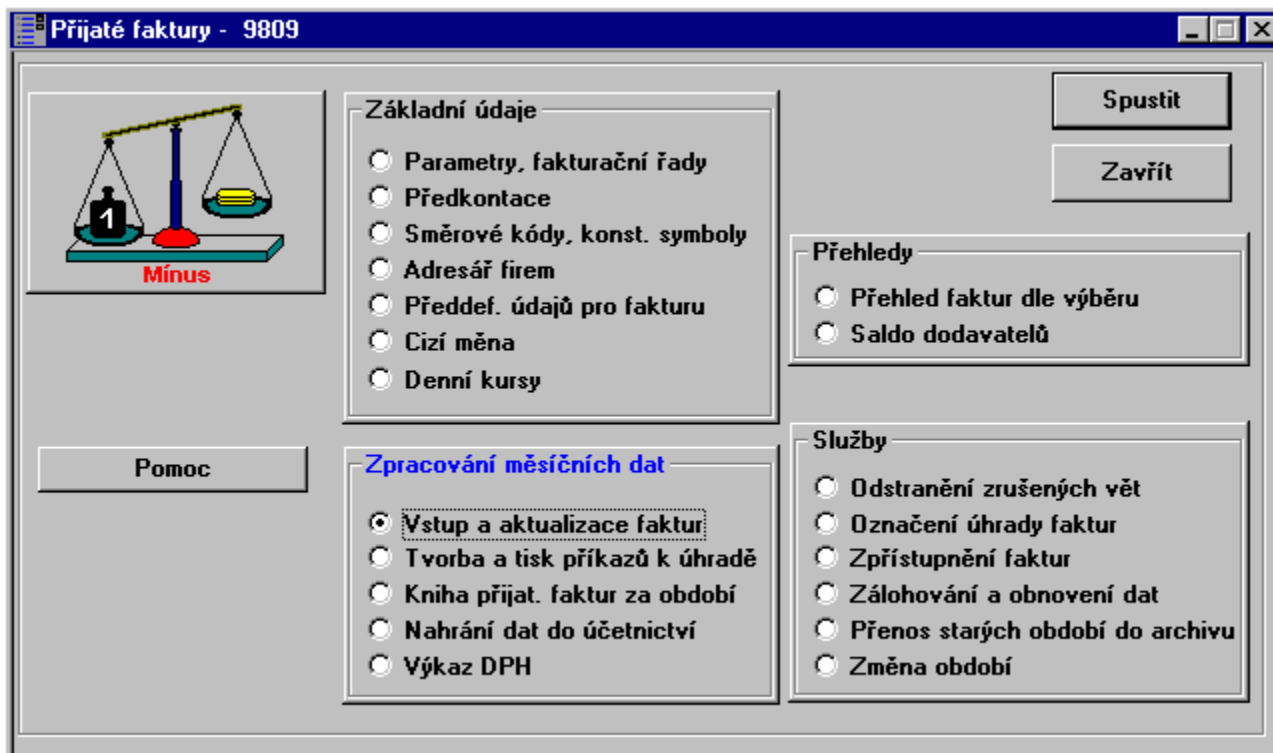 Přijaté faktury - 9809
1
Mínus
Pomoc
Základní údaje
Parametry, fakturační řady
Předkontace
Směrové kódy, konst. symboly
Adresář firem
Předdef. údajů pro fakturu
Cizí měna
Denní kursy
Zpracování měsíčních dat
Vstup a aktualizace faktur
Tvorba a tisk příkazů k úhradě
Kniha přijat. faktur za období
Nahrání dat do účetnictví
Výkaz DPH
Spustit
Zavřít
Přehledy
Přehled faktur dle výběru
Saldo dodavatelů
Služby
Odstranění zrušených vět
Označení úhrady faktur
Zpřístupnění faktur
Zálohování a obnovení dat
Přenos starých období do archivu
Změna období